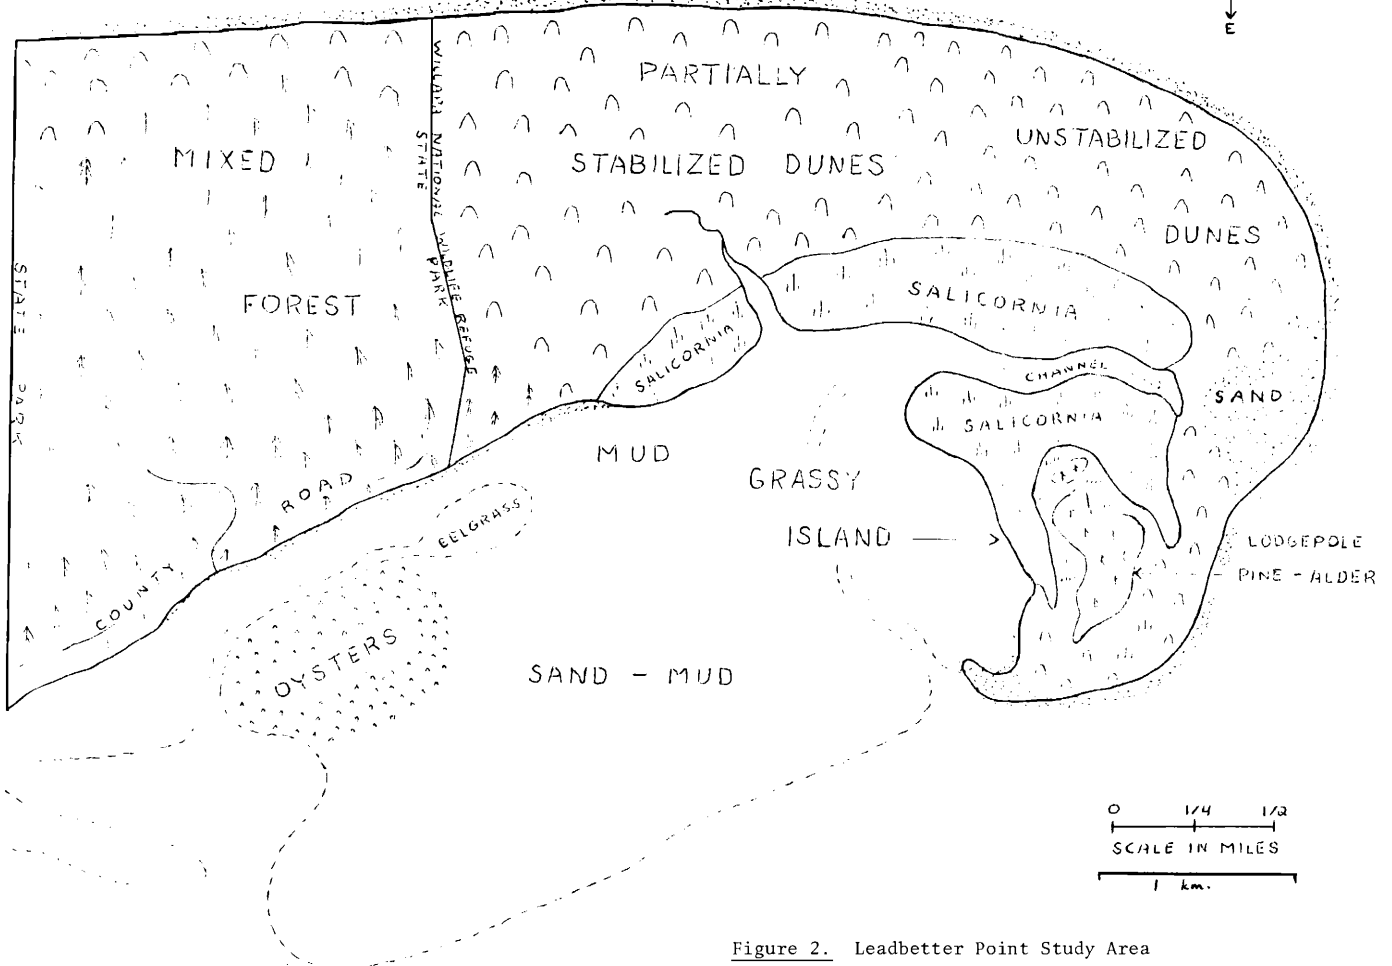 E
PARTIALLY
UNSTABILIZED
MIXED
STABILIZED DUNES
DUNES
WILLAPA NATIONAL WILDLIFE REFUGE
STATE PARK
STATE PARK
FOREST
SALICORNIA
SALICORNIA
CHANNEL
SAND
SALICORNIA
MUD
GRASSY
ISLAND
COUNTY ROAD
EELGRASS
LODGEPOLE
PINE - ALDER
OYSTERS
SAND - MUD
0 1/4 1/2
SCALE IN MILES
1 km.
Figure 2. Leadbetter Point Study Area